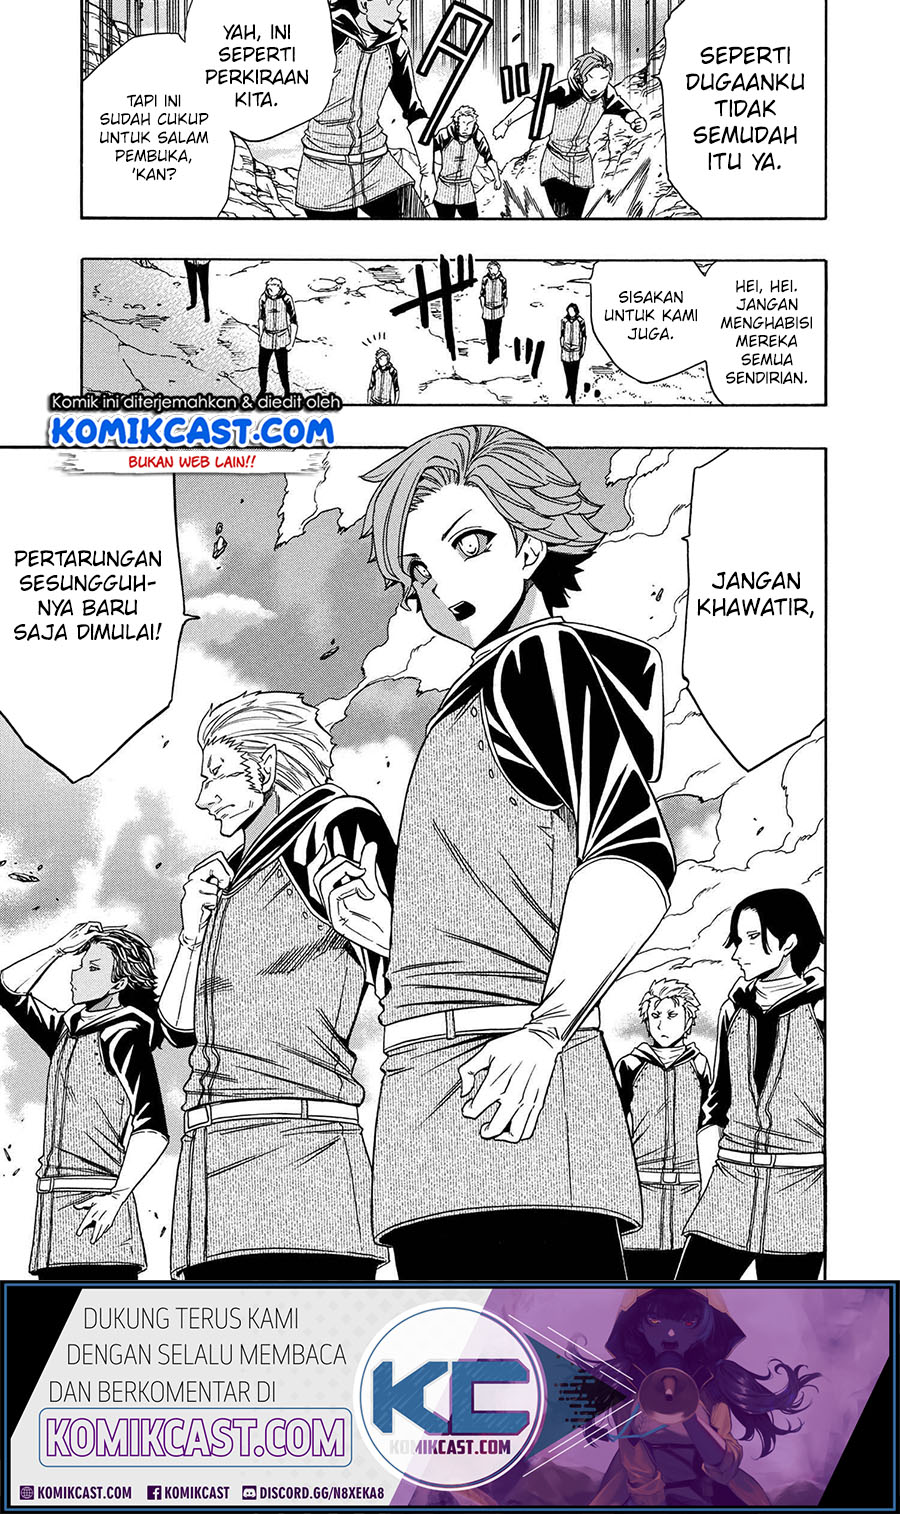 SEPERTI
DUGAANKU
TIDAK
SEMUDAH
ITU YA.
YAH, INI
SEPERTI
PERKIRAAN
KITA.
TAPI INI
SUDAH CUKUP
UNTUK SALAM
PEMBUKA,
'KAN?
HEI, HEI.
JANGAN
MENGHABISI
MEREKA
SEMUA
SENDIRIAN.
SISAKAN
UNTUK KAMI
JUGA.
Komik ini diterjemahkan & diedit oleh
KOMIKCAST.COM
BUKAN WEB LAIN!!
JANGAN
KHAWATIR,
PERTARUNGAN
SESUNGGUH-
NYA BARU
SAJA DIMULAI!
DUKUNG TERUS KAMI
DENGAN SELALU MEMBACA
DAN BERKOMENTAR DI
KOMIKCAST.COM
KC
KOMIKCAST.COM
KOMIKCAST.COM KOMIKCAST DISCORD.GG/N8XEKA8